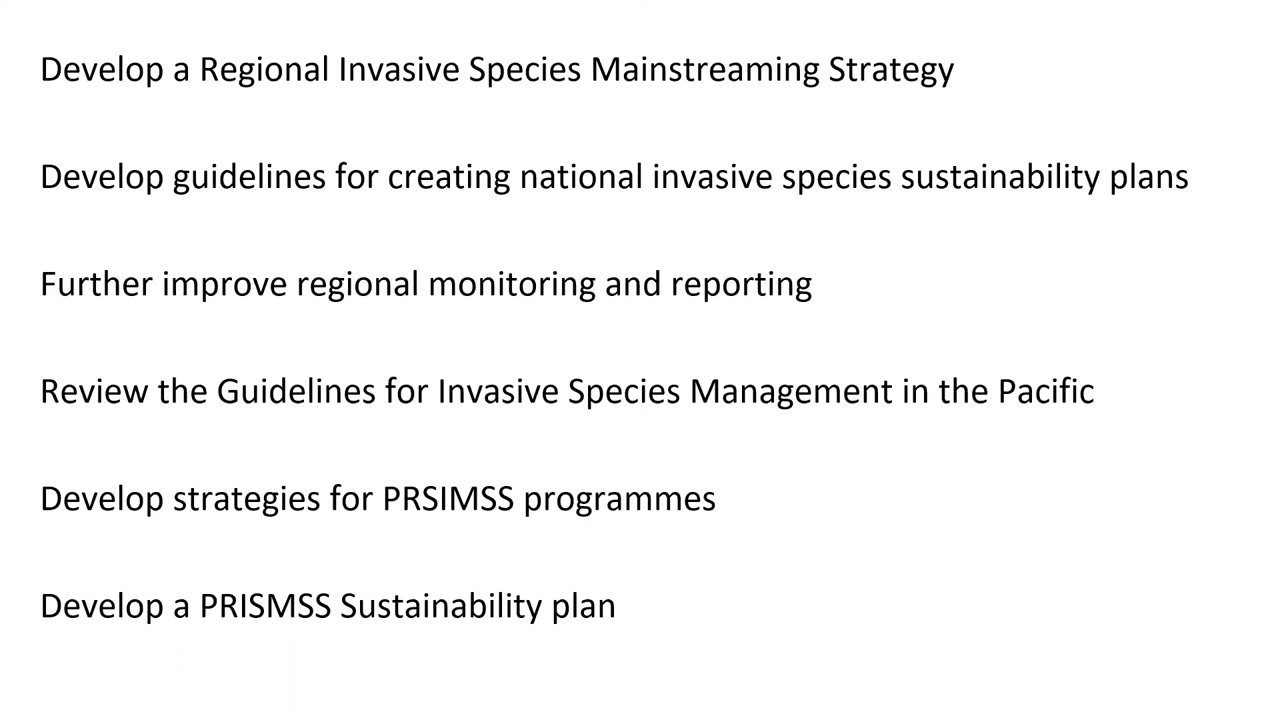 Develop a Regional Invasive Species Mainstreaming Strategy
Develop guidelines for creating national invasive species sustainability plans
Further improve regional monitoring and reporting
Review the Guidelines for Invasive Species Management in the Pacific
Develop strategies for PRSIMSS programmes
Develop a PRISMSS Sustainability plan